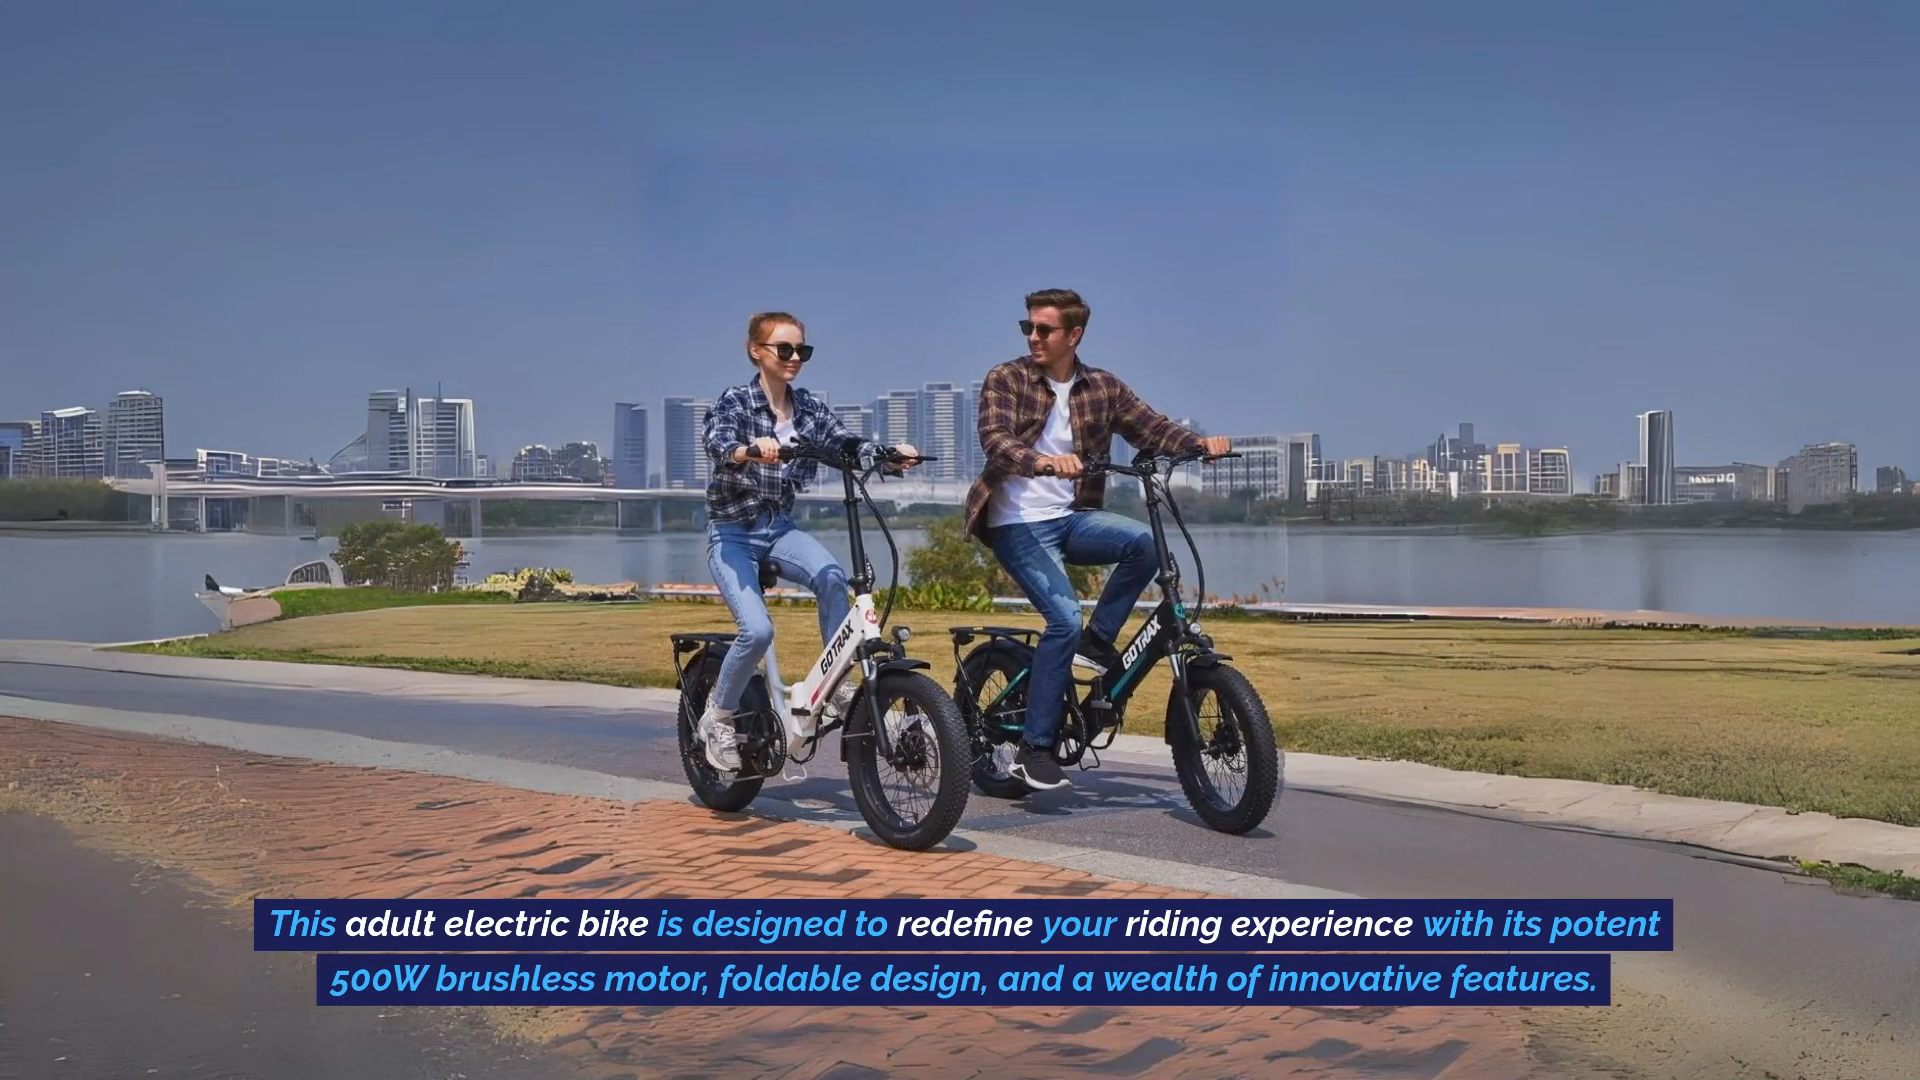 GOTRAX
GOTRAX
This adult electric bike is designed to redefine your riding experience with its potent
500W brushless motor, foldable design, and a wealth of innovative features.